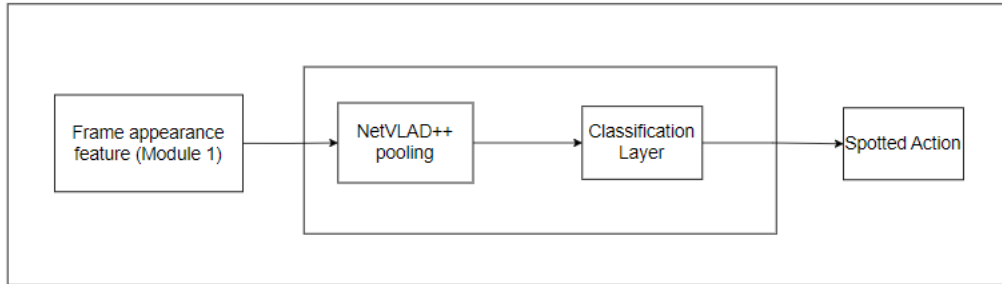 Frame appearance
feature (Module 1)
NetVLAD++
pooling
Classification
Layer
Spotted Action